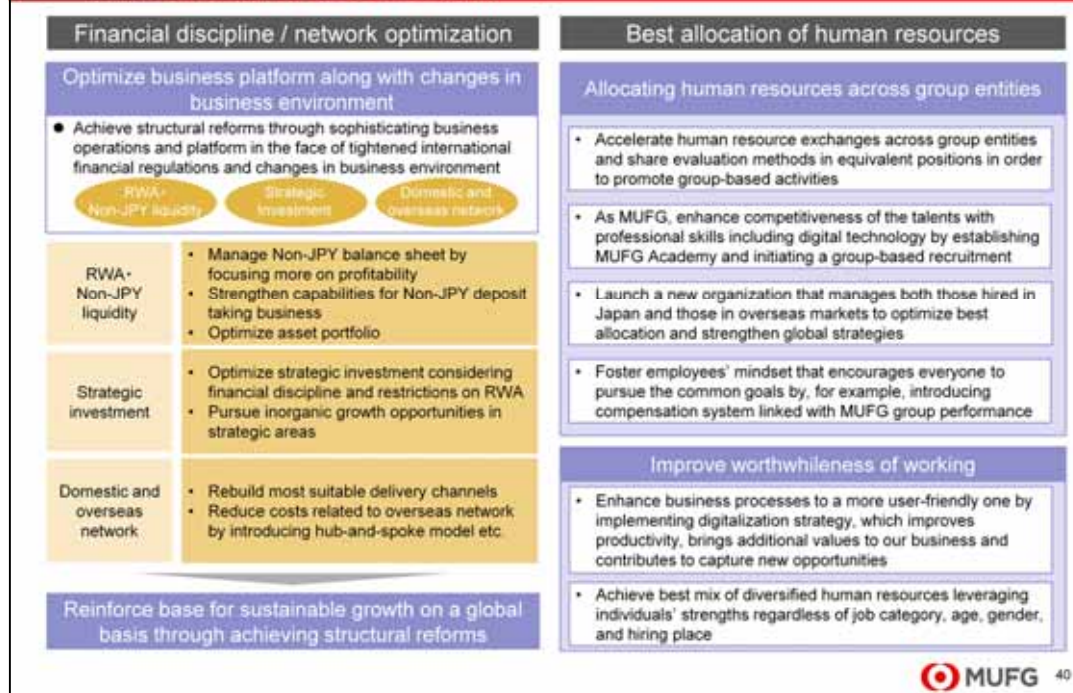 Financial discipline / network optimization
Optimize business platform along with changes in
business environment
● Achieve structural reforms through sophisticating business
operations and platform in the face of tightened international
financial regulations and changes in business environment
RWA・
Non-JPY liquidity
Strategic
Investment
Domestic and
overseas network
RWA・
Non-JPY
liquidity
• Manage Non-JPY balance sheet by
focusing more on profitability
• Strengthen capabilities for Non-JPY deposit
taking business
• Optimize asset portfolio
Strategic
investment
• Optimize strategic investment considering
financial discipline and restrictions on RWA
• Pursue inorganic growth opportunities in
strategic areas
Domestic and
overseas
network
• Rebuild most suitable delivery channels
• Reduce costs related to overseas network
by introducing hub-and-spoke model etc.
Reinforce base for sustainable growth on a global
basis through achieving structural reforms
Best allocation of human resources
Allocating human resources across group entities
• Accelerate human resource exchanges across group entities
and share evaluation methods in equivalent positions in order
to promote group-based activities
• As MUFG, enhance competitiveness of the talents with
professional skills including digital technology by establishing
MUFG Academy and initiating a group-based recruitment
• Launch a new organization that manages both those hired in
Japan and those in overseas markets to optimize best
allocation and strengthen global strategies
• Foster employees' mindset that encourages everyone to
pursue the common goals by, for example, introducing
compensation system linked with MUFG group performance
Improve worthwhileness of working
• Enhance business processes to a more user-friendly one by
implementing digitalization strategy, which improves
productivity, brings additional values to our business and
contributes to capture new opportunities
• Achieve best mix of diversified human resources leveraging
individuals' strengths regardless of job category, age, gender,
and hiring place
MUFG 40